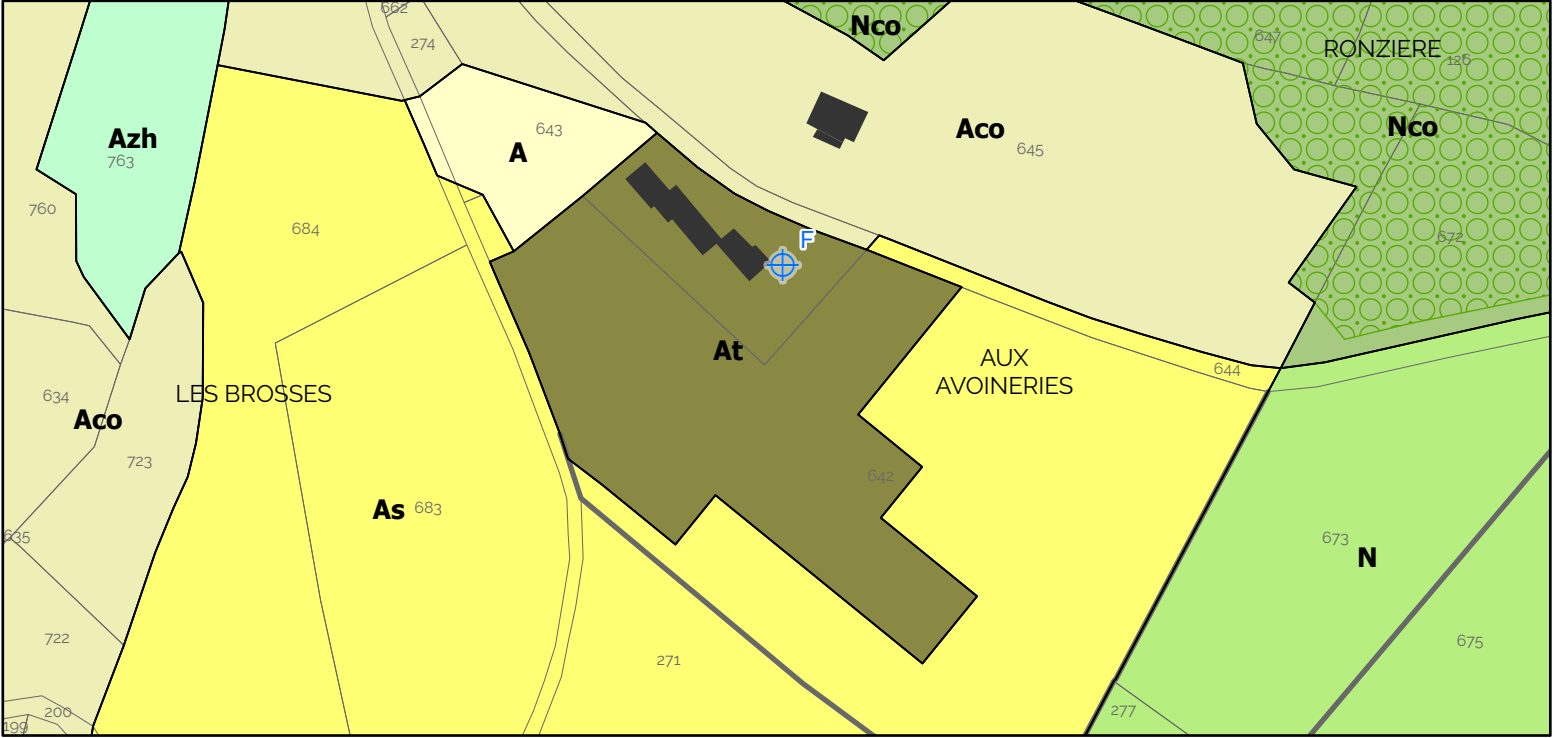 662
Nco
274
647
RONZIERE
126
Azh
763
A
643
Aco
645
Nco
760
684
F
672
At
AUX
AVOINERIES
644
LES BROSSES
634
Aco
723
642
As
683
635
673
N
722
271
675
200
199
277